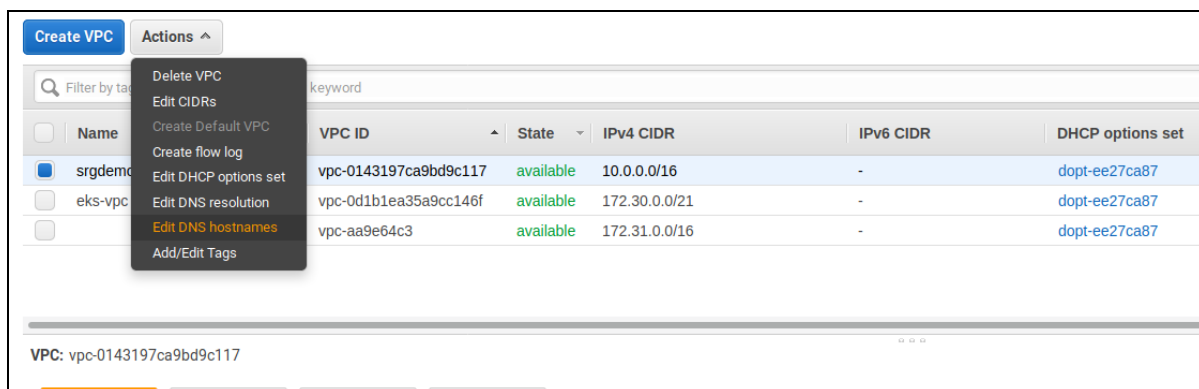 Create VPC Actions
Delete VPC
Filter by tag keyword
Edit CIDRs
Create Default VPC
Name VPC ID State IPv4 CIDR IPv6 CIDR DHCP options set
Create flow log
srgdemo vpc-0143197ca9bd9c117 available 10.0.0.0/16 - dopt-ee27ca87
Edit DHCP options set
eks-vpc vpc-0d1b1ea35a9cc146f available 172.30.0.0/21 - dopt-ee27ca87
Edit DNS resolution
Edit DNS hostnames
vpc-aa9e64c3 available 172.31.0.0/16 - dopt-ee27ca87
Add/Edit Tags
VPC: vpc-0143197ca9bd9c117